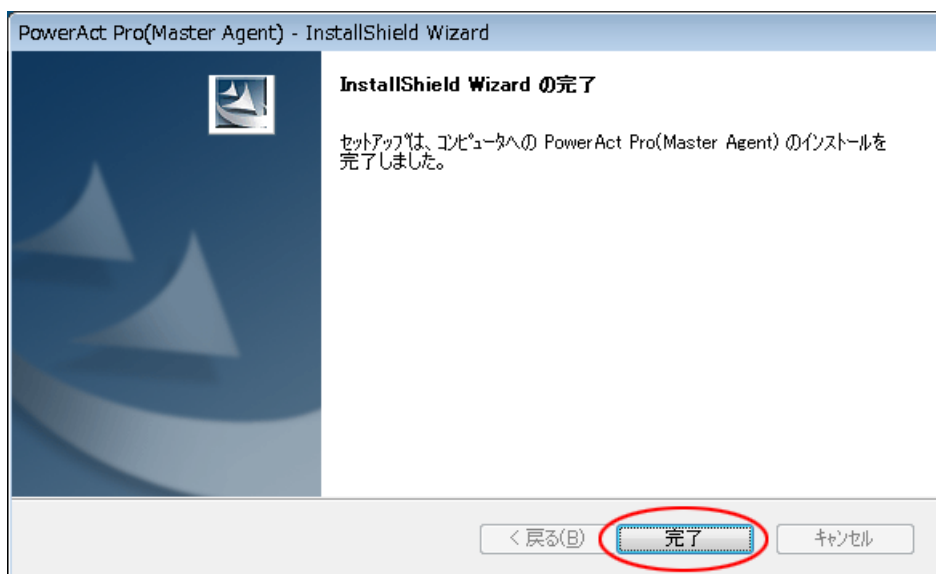 PowerAct Pro(Master Agent) - InstallShield Wizard
InstallShield Wizard の完了
セットアップは、コンピュータへの PowerAct Pro(Master Agent) のインストールを
完了しました。
< 戻る(B)
完了
キャンセル